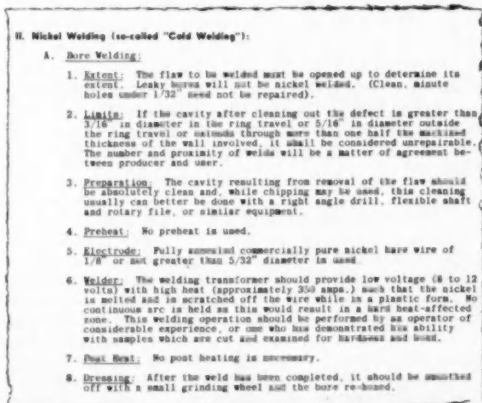 II. Nickel Welding (so-called "Cold Welding"):
A. Bore Welding:
1. Extent: The flaw to be welded must be opened up to determine its
extent. Leaky bores will not be nickel welded. (Clean, minute
holes under 1/32" need not be repaired).
2. Limits: If the cavity after cleaning out the defect is greater than
3/16" in diameter in the ring travel or 5/16" in diameter outside
the ring travel or extends through more than one half the machined
thickness of the wall involved, it shall be considered unrepairable.
The number and proximity of welds will be a matter of agreement be-
tween producer and user.
3. Preparation: The cavity resulting from removal of the flaw should
be absolutely clean and, while chipping may be used, this cleaning
usually can better be done with a right angle drill, flexible shaft
and rotary file, or similar equipment.
4. Preheat: No preheat is used.
5. Electrode: Fully annealed commercially pure nickel bare wire of
1/8" or not greater than 5/32" diameter is used.
6. Welder: The welding transformer should provide low voltage (6 to 12
volts) with high heat (approximately 350 amps.) such that the nickel
is melted and is scratched off the wire while in a plastic form. No
continuous arc is held as this would result in a hard heat-affected
zone. This welding operation should be performed by an operator of
considerable experience, or one who has demonstrated his ability
with samples which are cut and examined for hardness and bond.
7. Post Heat: No post heating is necessary.
8. Dressing: After the weld has been completed, it should be smoothed
off with a small grinding wheel and the bore re-honed.